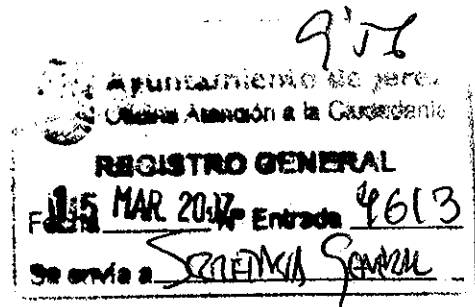 9'56
Ayuntamiento de Jerez
Oficina Atención a la Ciudadanía
REGISTRO GENERAL
Fecha 15 MAR. 2017 Nº Entrada 4613
Se envía a SECRETARÍA GENERAL